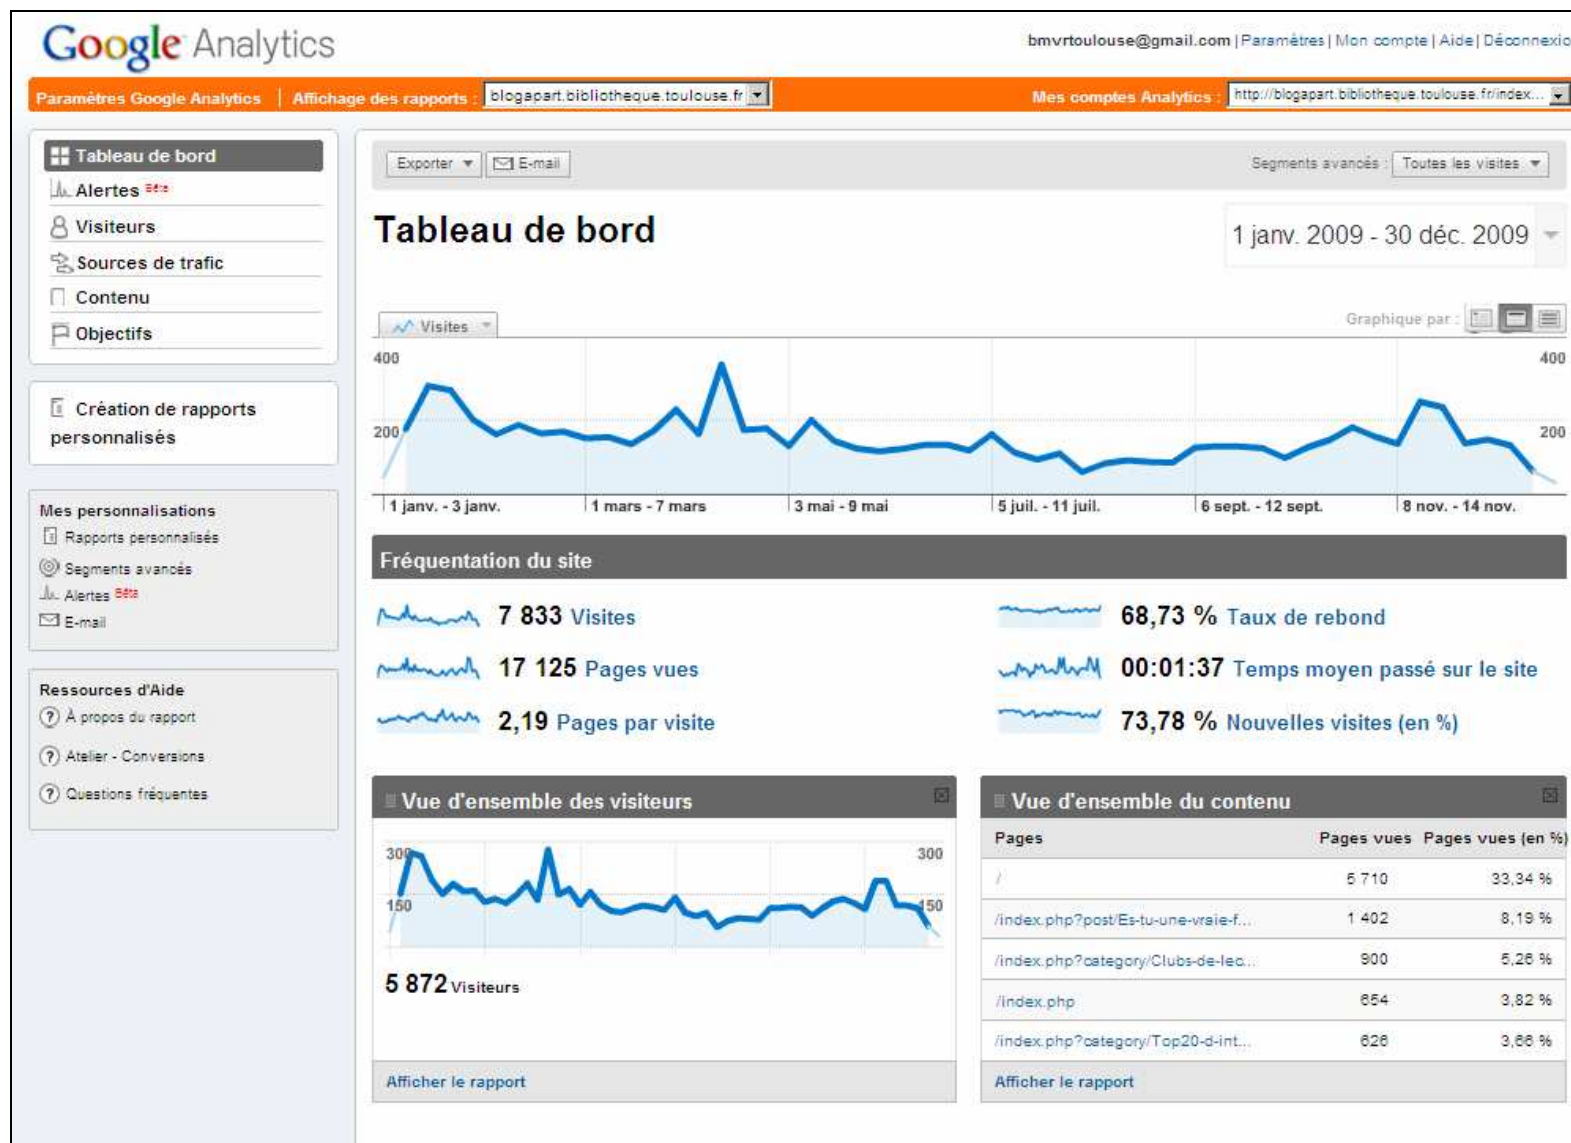 Google Analytics
bmvrtoulouse@gmail.com | Paramètres | Mon compte | Aide | Déconnexio
Paramètres Google Analytics | Affichage des rapports : blogapart.bibliotheque.toulouse.fr
Mes comptes Analytics : http://blogapart.bibliotheque.toulouse.fr/index...
Tableau de bord
Alertes Bêta
Visiteurs
Sources de trafic
Contenu
Objectifs
Création de rapports
personnalisés
Mes personnalisations
Rapports personnalisés
Segments avancés
Alertes Bêta
E-mail
Ressources d'Aide
À propos du rapport
Atelier - Conversions
Questions fréquentes
Exporter
E-mail
Segments avancés : Toutes les visites
Tableau de bord
1 janv. 2009 - 30 déc. 2009
Visites
Graphique par :
400 400
200 200
1 janv. - 3 janv. 1 mars - 7 mars 3 mai - 9 mai 5 juil. - 11 juil. 6 sept. - 12 sept. 8 nov. - 14 nov.
Fréquentation du site
7 833 Visites
68,73 % Taux de rebond
17 125 Pages vues
00:01:37 Temps moyen passé sur le site
2,19 Pages par visite
73,78 % Nouvelles visites (en %)
Vue d'ensemble des visiteurs
300 300
150 150
5 872 Visiteurs
Afficher le rapport
Vue d'ensemble du contenu
Pages Pages vues Pages vues (en %)
/ 5 710 33,34 %
/index.php?post/Es-tu-une-vraie-f... 1 402 8,19 %
/index.php?category/Clubs-de-lec... 900 5,26 %
/index.php 654 3,82 %
/index.php?category/Top20-d-int... 626 3,66 %
Afficher le rapport